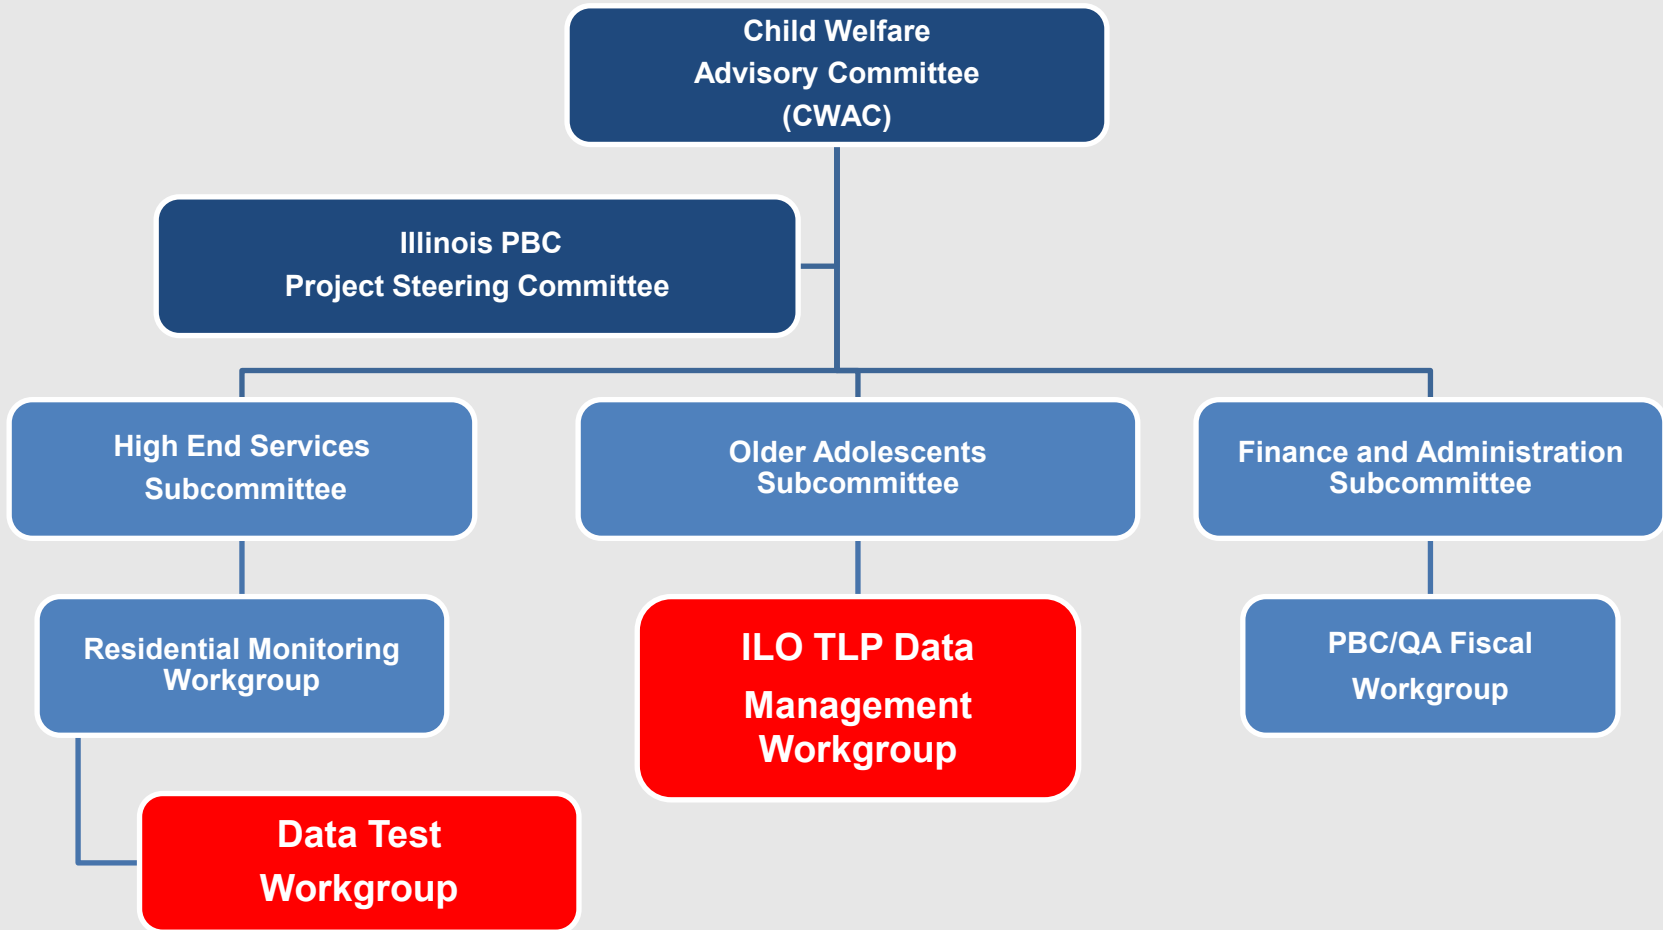 Child Welfare
Advisory Committee
(CWAC)
Illinois PBC
Project Steering Committee
High End Services
Subcommittee
Older Adolescents
Subcommittee
Finance and Administration
Subcommittee
Residential Monitoring
Workgroup
ILO TLP Data
Management
Workgroup
PBC/QA Fiscal
Workgroup
Data Test
Workgroup